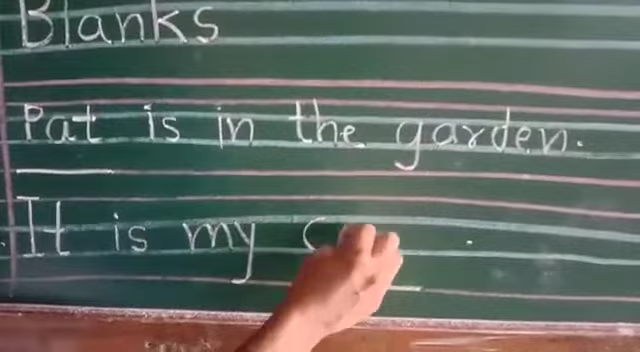 Blanks
Pat is in the garden.
It is my